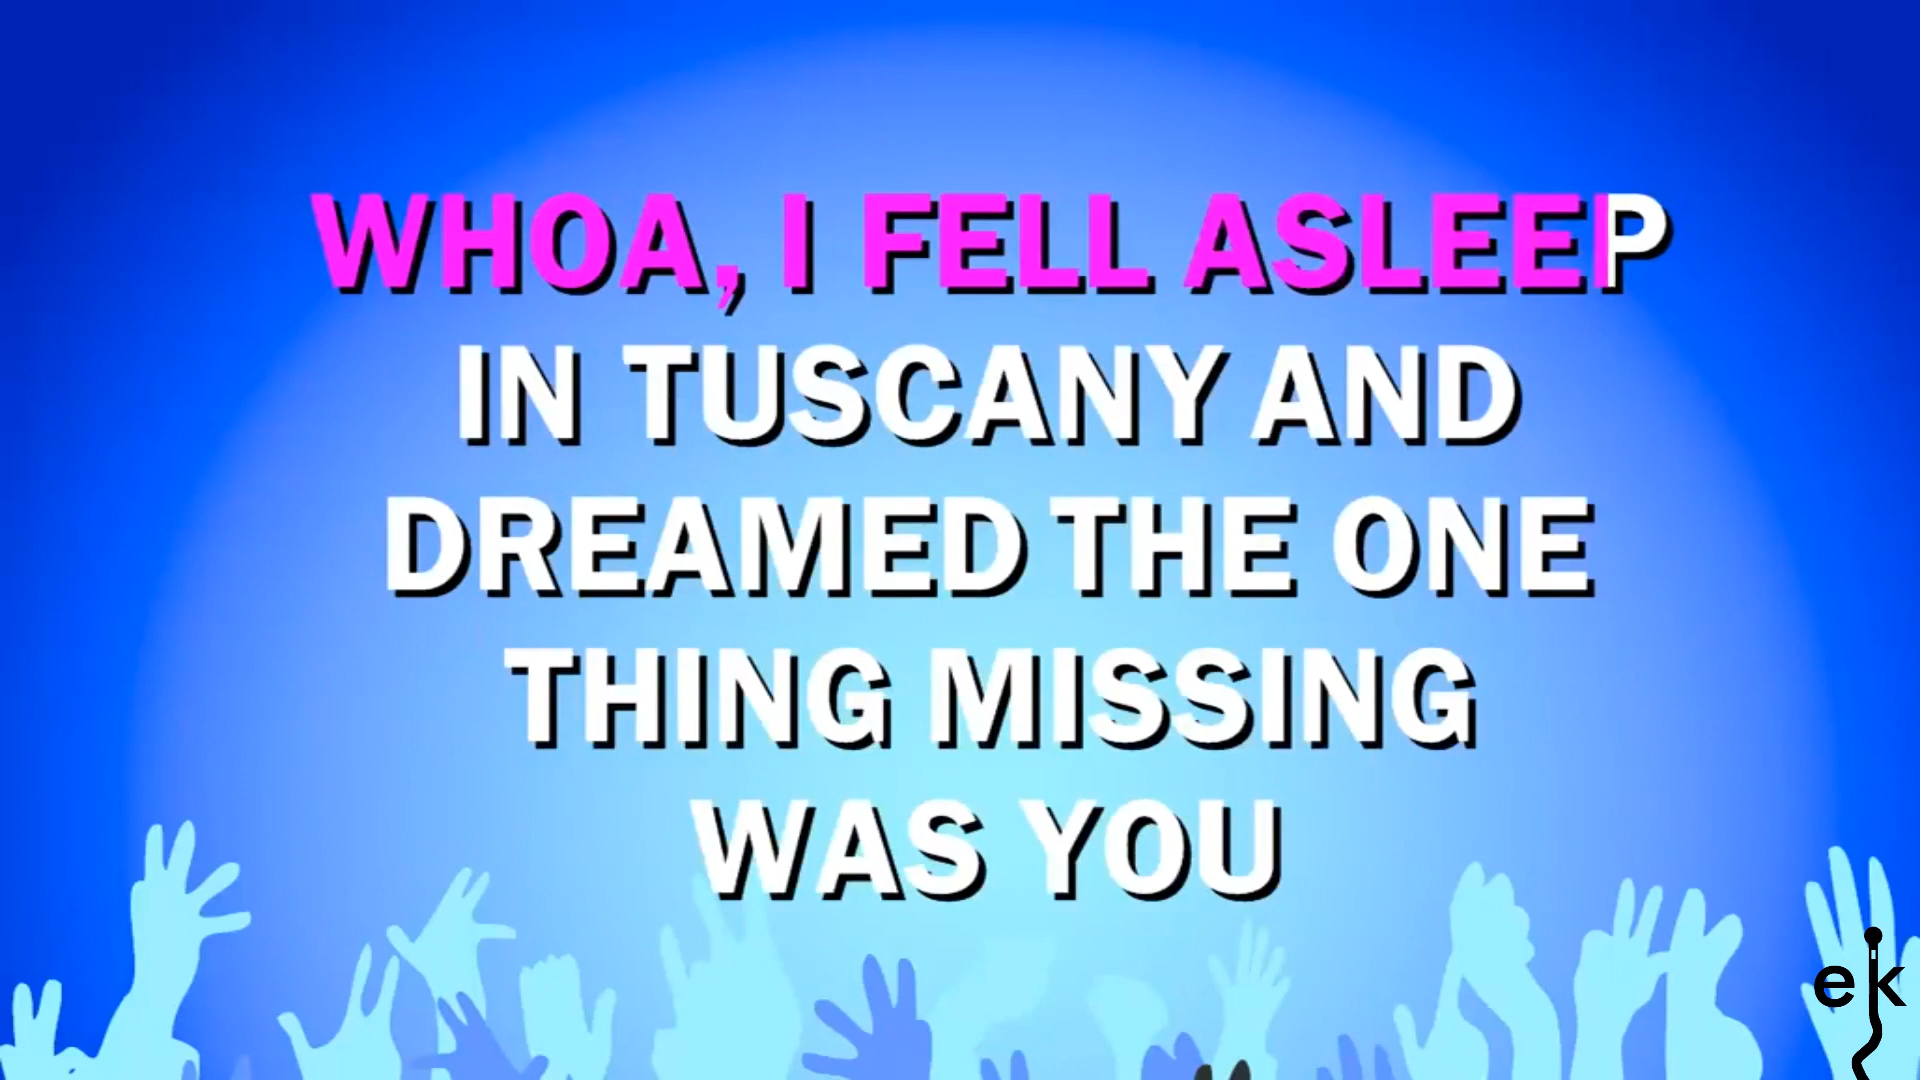 WHOA, I FELL ASLEEP
IN TUSCANY AND
DREAMED THE ONE
THING MISSING
WAS YOU
ek